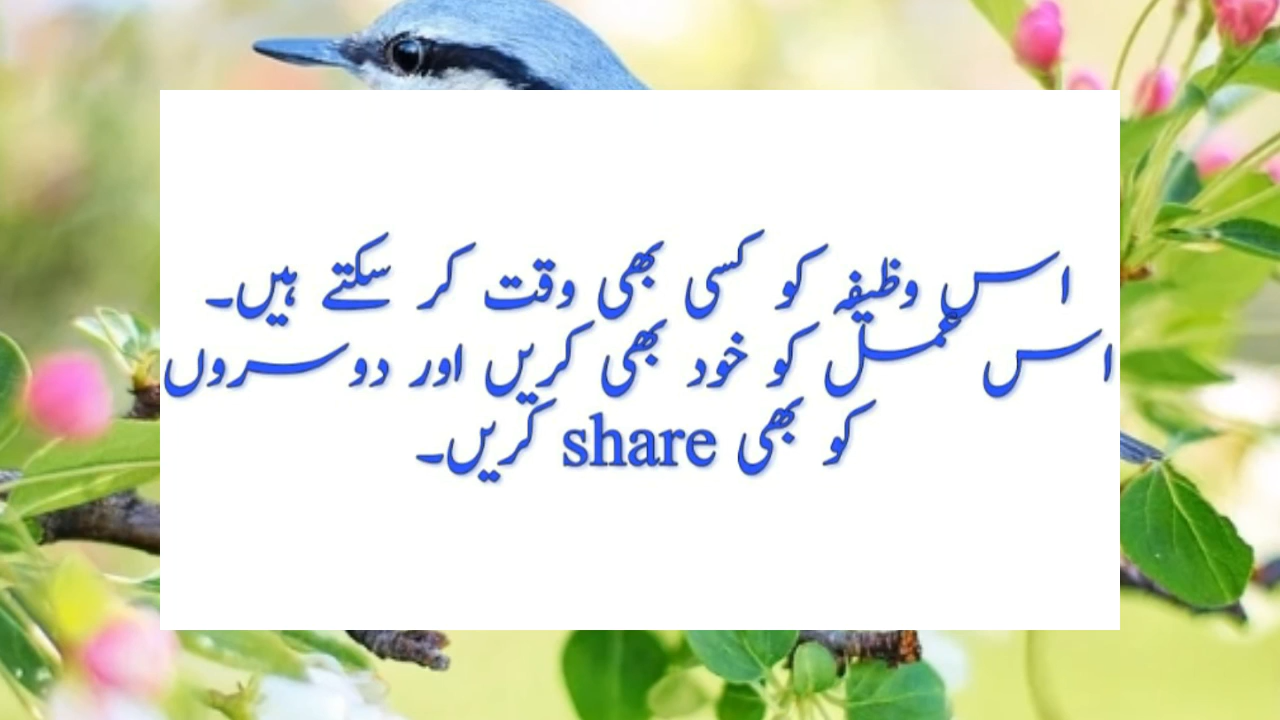 اس وظیفہ کو کسی بھی وقت کر سکتے ہیں۔
اس عمل کو خود بھی کریں اور دوسروں
کو بھی share کریں۔